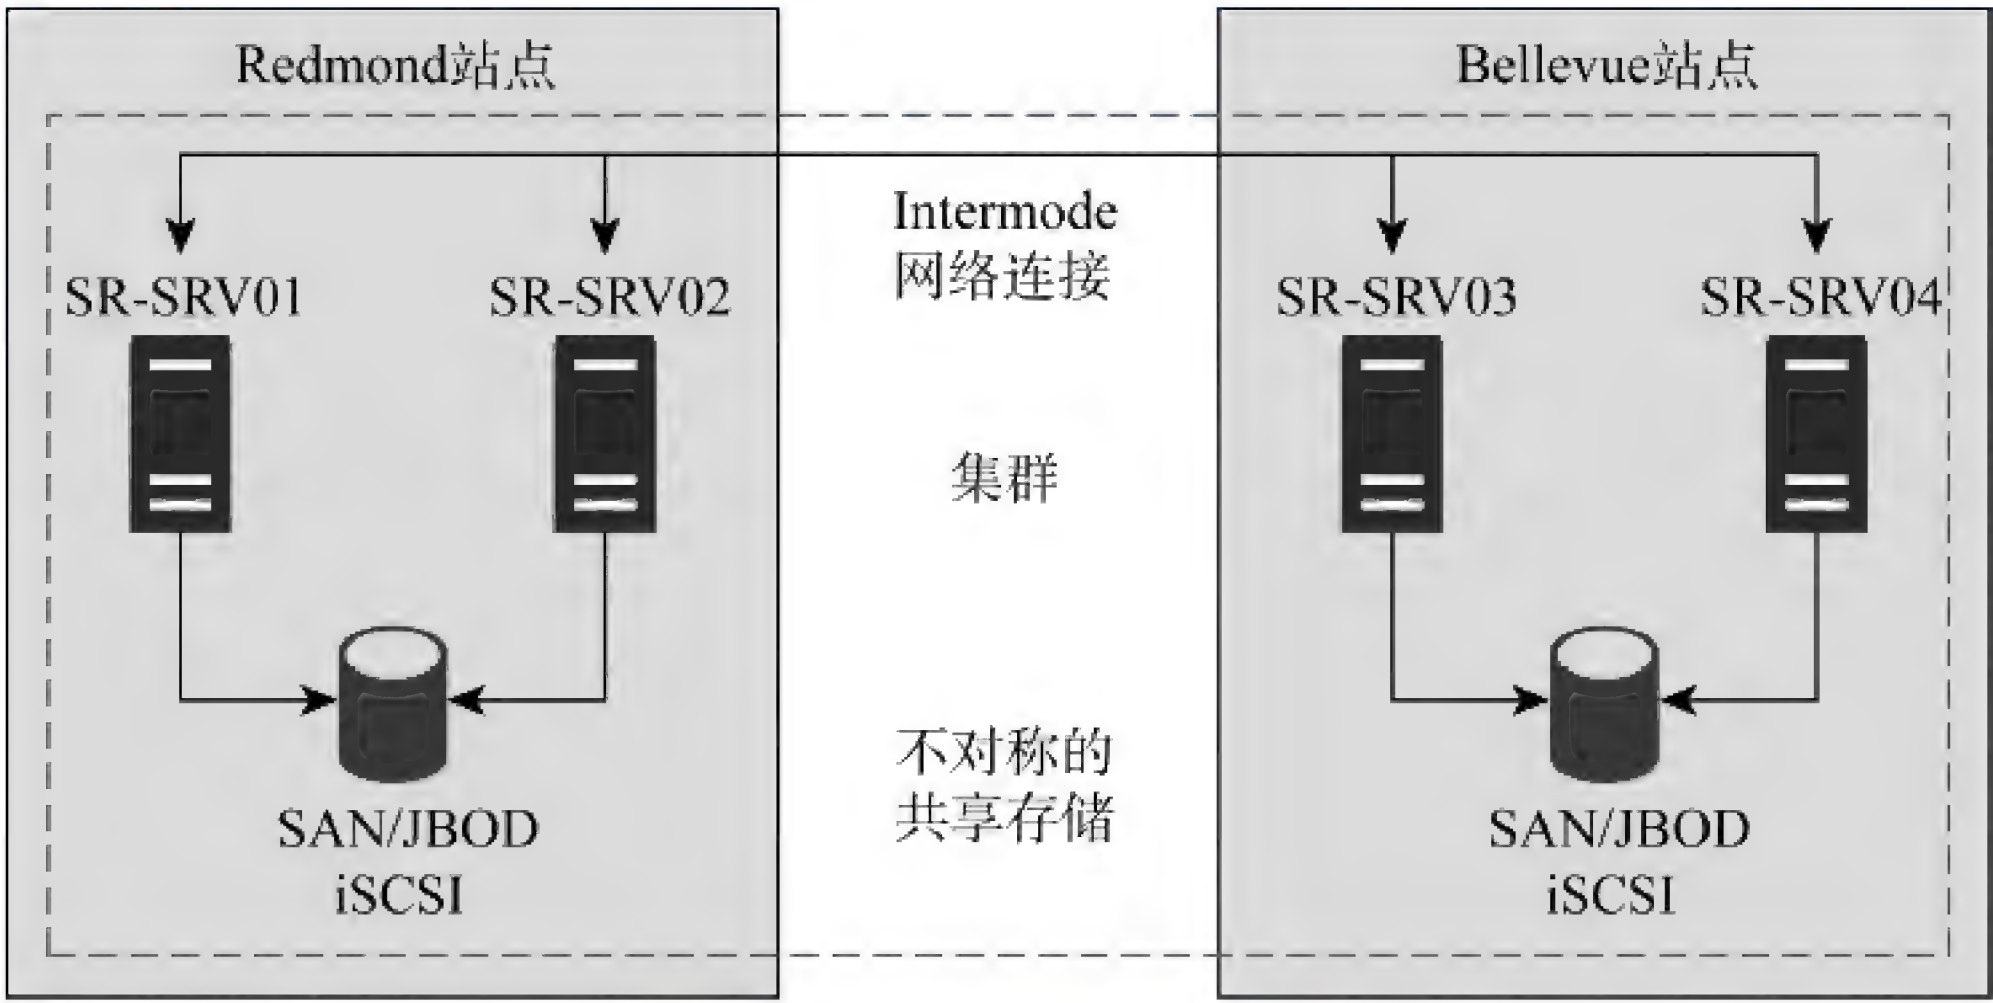 Redmond站点
Bellevue站点
Intermode
网络连接
SR-SRV01
SR-SRV02
SR-SRV03
SR-SRV04
集群
不对称的
共享存储
SAN/JBOD
iSCSI
SAN/JBOD
iSCSI